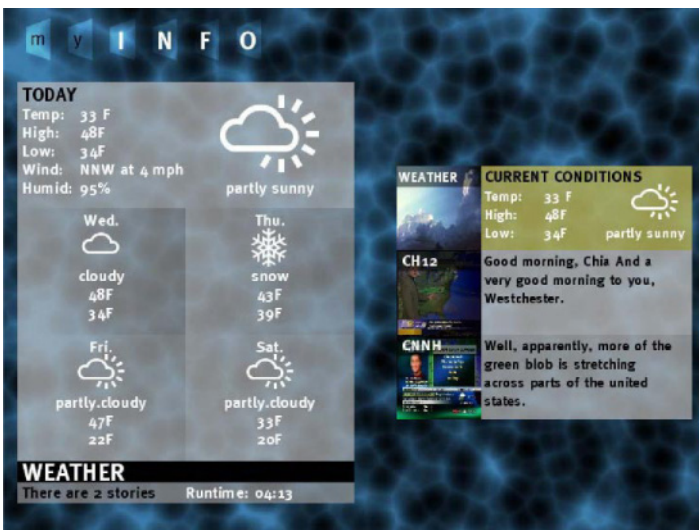 my INFO
TODAY
Temp: 33 F
High: 48F
Low: 34F
Wind: NNW at 4 mph
Humid: 95%
partly sunny
Wed.
cloudy
48F
34F
Thu.
snow
43F
39F
Fri.
partly.cloudy
47F
22F
Sat.
partly.cloudy
33F
20F
WEATHER
There are 2 stories Runtime: 04:13
WEATHER
CURRENT CONDITIONS
Temp: 33 F
High: 48F
Low: 34F
partly sunny
CH12
Good morning, Chia And a
very good morning to you,
Westchester.
CNNH
Well, apparently, more of the
green blob is stretching
across parts of the united
states.